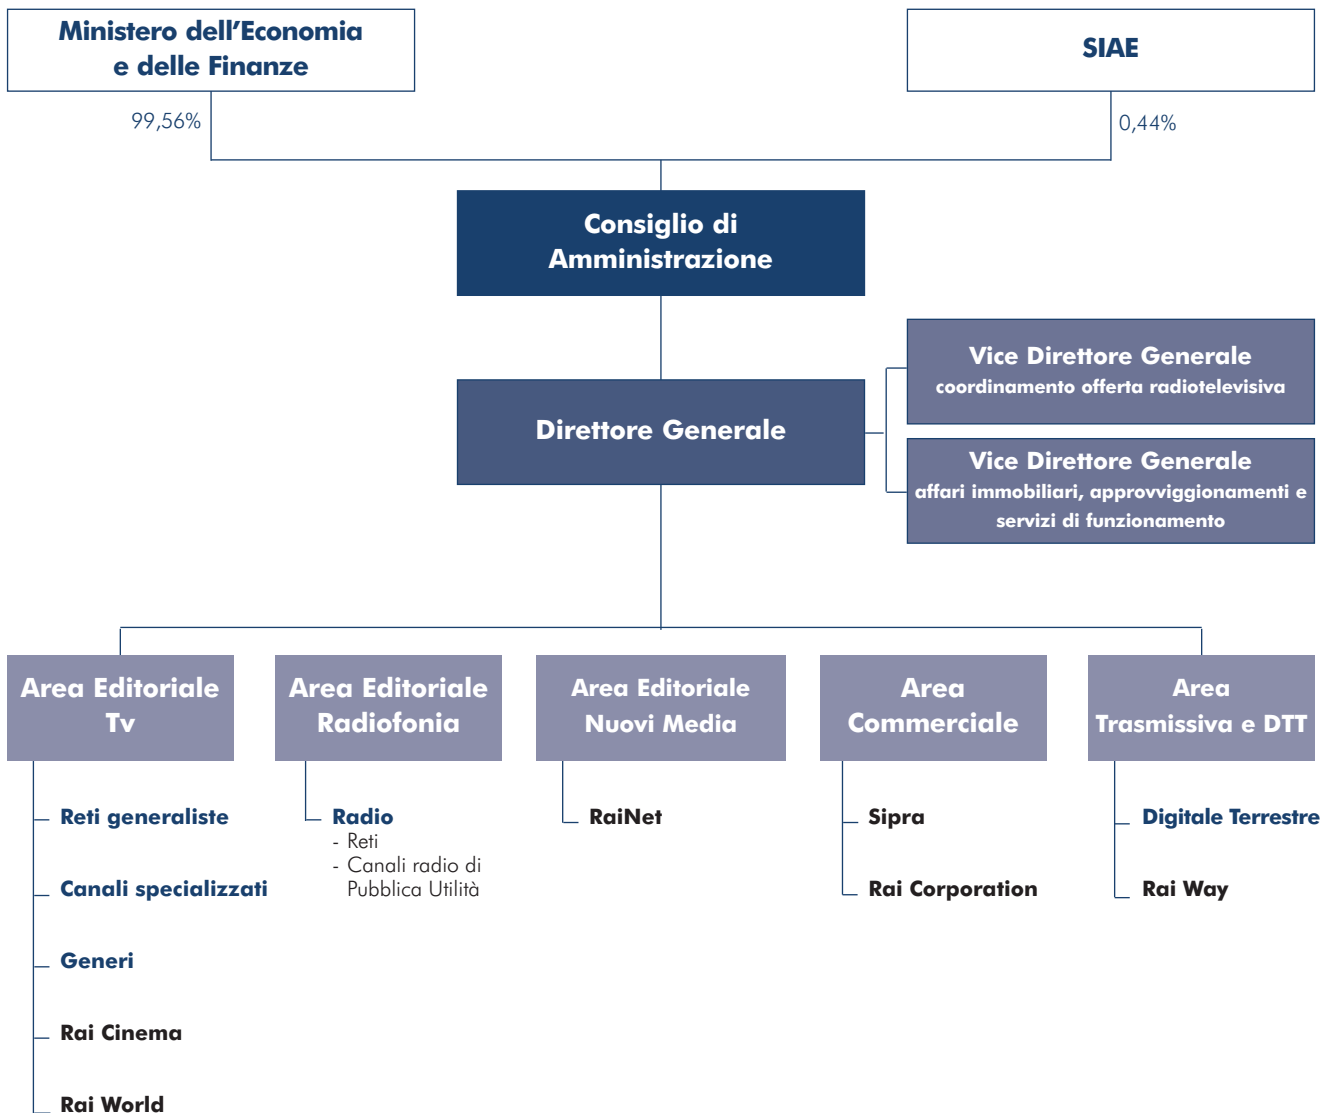 Ministero dell'Economia
e delle Finanze
SIAE
99,56%
0,44%
Consiglio di
Amministrazione
Vice Direttore Generale
coordinamento offerta radiotelevisiva
Direttore Generale
Vice Direttore Generale
affari immobiliari, approvviggionamenti e
servizi di funzionamento
Area Editoriale
Tv
Area Editoriale
Radiofonia
Area Editoriale
Nuovi Media
Area
Commerciale
Area
Trasmissiva e DTT
Reti generaliste
Canali specializzati
Generi
Rai Cinema
Rai World
Radio
- Reti
- Canali radio di
Pubblica Utilità
RaiNet
Sipra
Rai Corporation
Digitale Terrestre
Rai Way